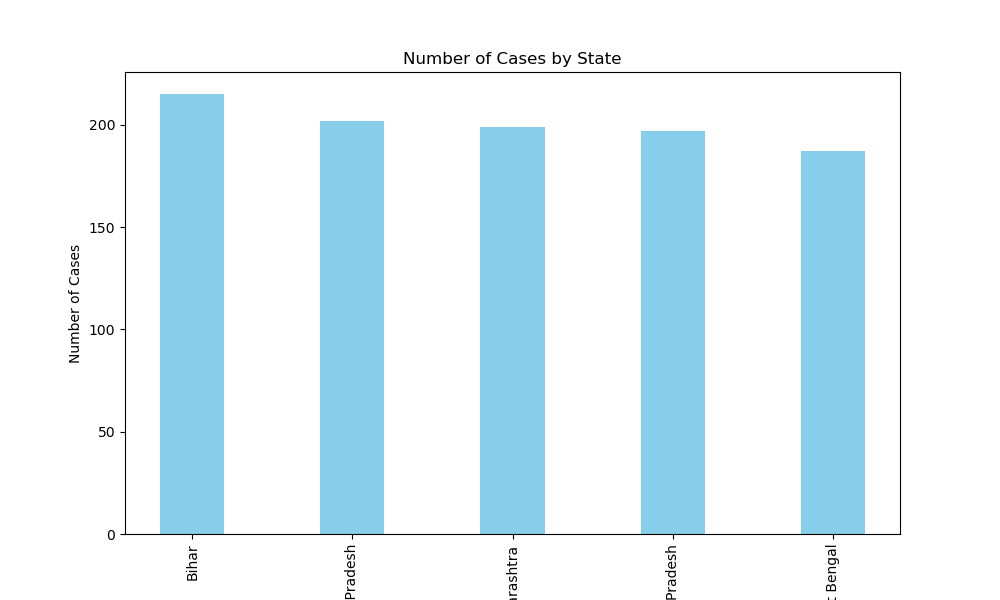 Number of Cases by State
Number of Cases
200
150
100
50
0
Bihar
Pradesh
arashtra
Pradesh
Bengal